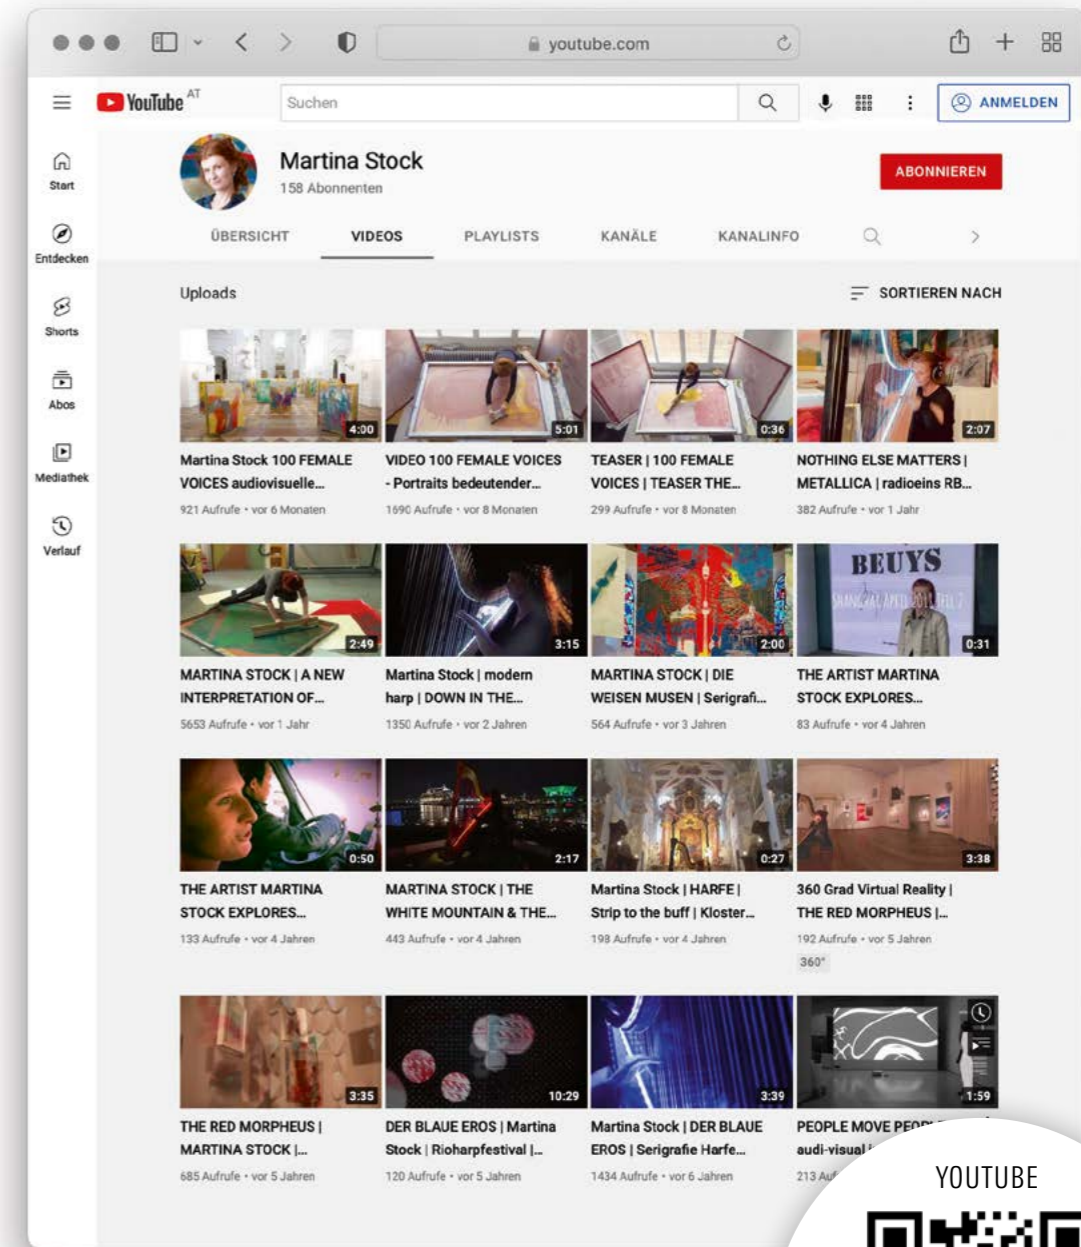 youtube.com
YouTube AT
Suchen
ANMELDEN
Start
Entdecken
Shorts
Abos
Mediathek
Verlauf
Martina Stock
158 Abonnenten
ABONNIEREN
ÜBERSICHT VIDEOS PLAYLISTS KANÄLE KANALINFO
Uploads
SORTIEREN NACH
4:00
Martina Stock 100 FEMALE
VOICES audiovisuelle...
921 Aufrufe • vor 6 Monaten
5:01
VIDEO 100 FEMALE VOICES
- Portraits bedeutender...
1690 Aufrufe • vor 8 Monaten
0:36
TEASER | 100 FEMALE
VOICES | TEASER THE...
299 Aufrufe • vor 8 Monaten
2:07
NOTHING ELSE MATTERS |
METALLICA | radioeins RB...
382 Aufrufe • vor 1 Jahr
2:49
MARTINA STOCK | A NEW
INTERPRETATION OF...
5653 Aufrufe • vor 1 Jahr
3:15
Martina Stock | modern
harp | DOWN IN THE...
1350 Aufrufe • vor 2 Jahren
2:00
MARTINA STOCK | DIE
WEISEN MUSEN | Serigrafi...
564 Aufrufe • vor 3 Jahren
BEUYS
SHANGHAI APRIL
0:31
THE ARTIST MARTINA
STOCK EXPLORES...
83 Aufrufe • vor 4 Jahren
0:50
THE ARTIST MARTINA
STOCK EXPLORES...
133 Aufrufe • vor 4 Jahren
2:17
MARTINA STOCK | THE
WHITE MOUNTAIN & THE...
443 Aufrufe • vor 4 Jahren
0:27
Martina Stock | HARFE |
Strip to the buff | Kloster...
198 Aufrufe • vor 4 Jahren
3:38
360 Grad Virtual Reality |
THE RED MORPHEUS |...
192 Aufrufe • vor 5 Jahren
360°
3:35
THE RED MORPHEUS |
MARTINA STOCK |...
685 Aufrufe • vor 5 Jahren
10:29
DER BLAUE EROS | Martina
Stock | Rioharpfestival |...
120 Aufrufe • vor 5 Jahren
3:39
Martina Stock | DER BLAUE
EROS | Serigrafie Harfe...
1434 Aufrufe • vor 6 Jahren
1:59
PEOPLE MOVE
audi-visual
213
YOUTUBE